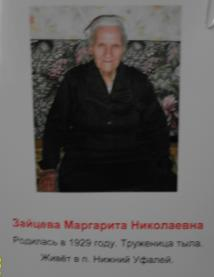 Зайцева Маргарита Николаевна
Родилась в 1929 году. Труженица тыла.
Живёт в п. Нижний Уфалей.